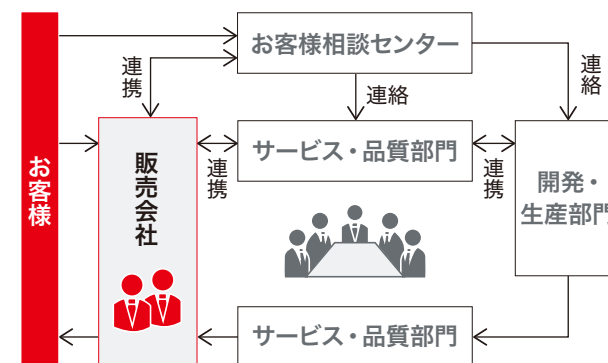 お客様相談センター
連携
連絡
連絡
お客様
販売会社
連携
サービス・品質部門
連携
開発・
生産部門
サービス・品質部門